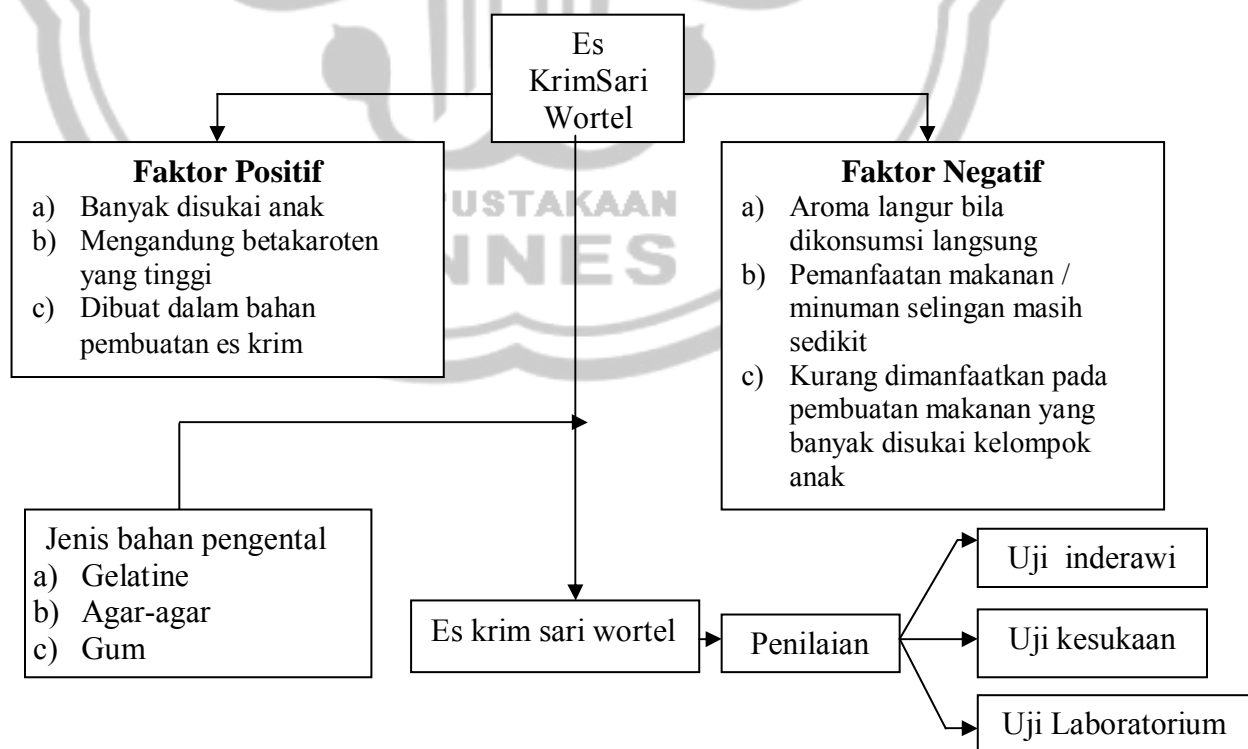 Es
KrimSari
Wortel
Faktor Positif
a) Banyak disukai anak
b) Mengandung betakaroten
yang tinggi
c) Dibuat dalam bahan
pembuatan es krim
Faktor Negatif
a) Aroma langur bila
dikonsumsi langsung
b) Pemanfaatan makanan /
minuman selingan masih
sedikit
c) Kurang dimanfaatkan pada
pembuatan makanan yang
banyak disukai kelompok
anak
PUSTAKAAN
NNES
Jenis bahan pengental
a) Gelatine
b) Agar-agar
c) Gum
Es krim sari wortel
Penilaian
Uji inderawi
Uji kesukaan
Uji Laboratorium